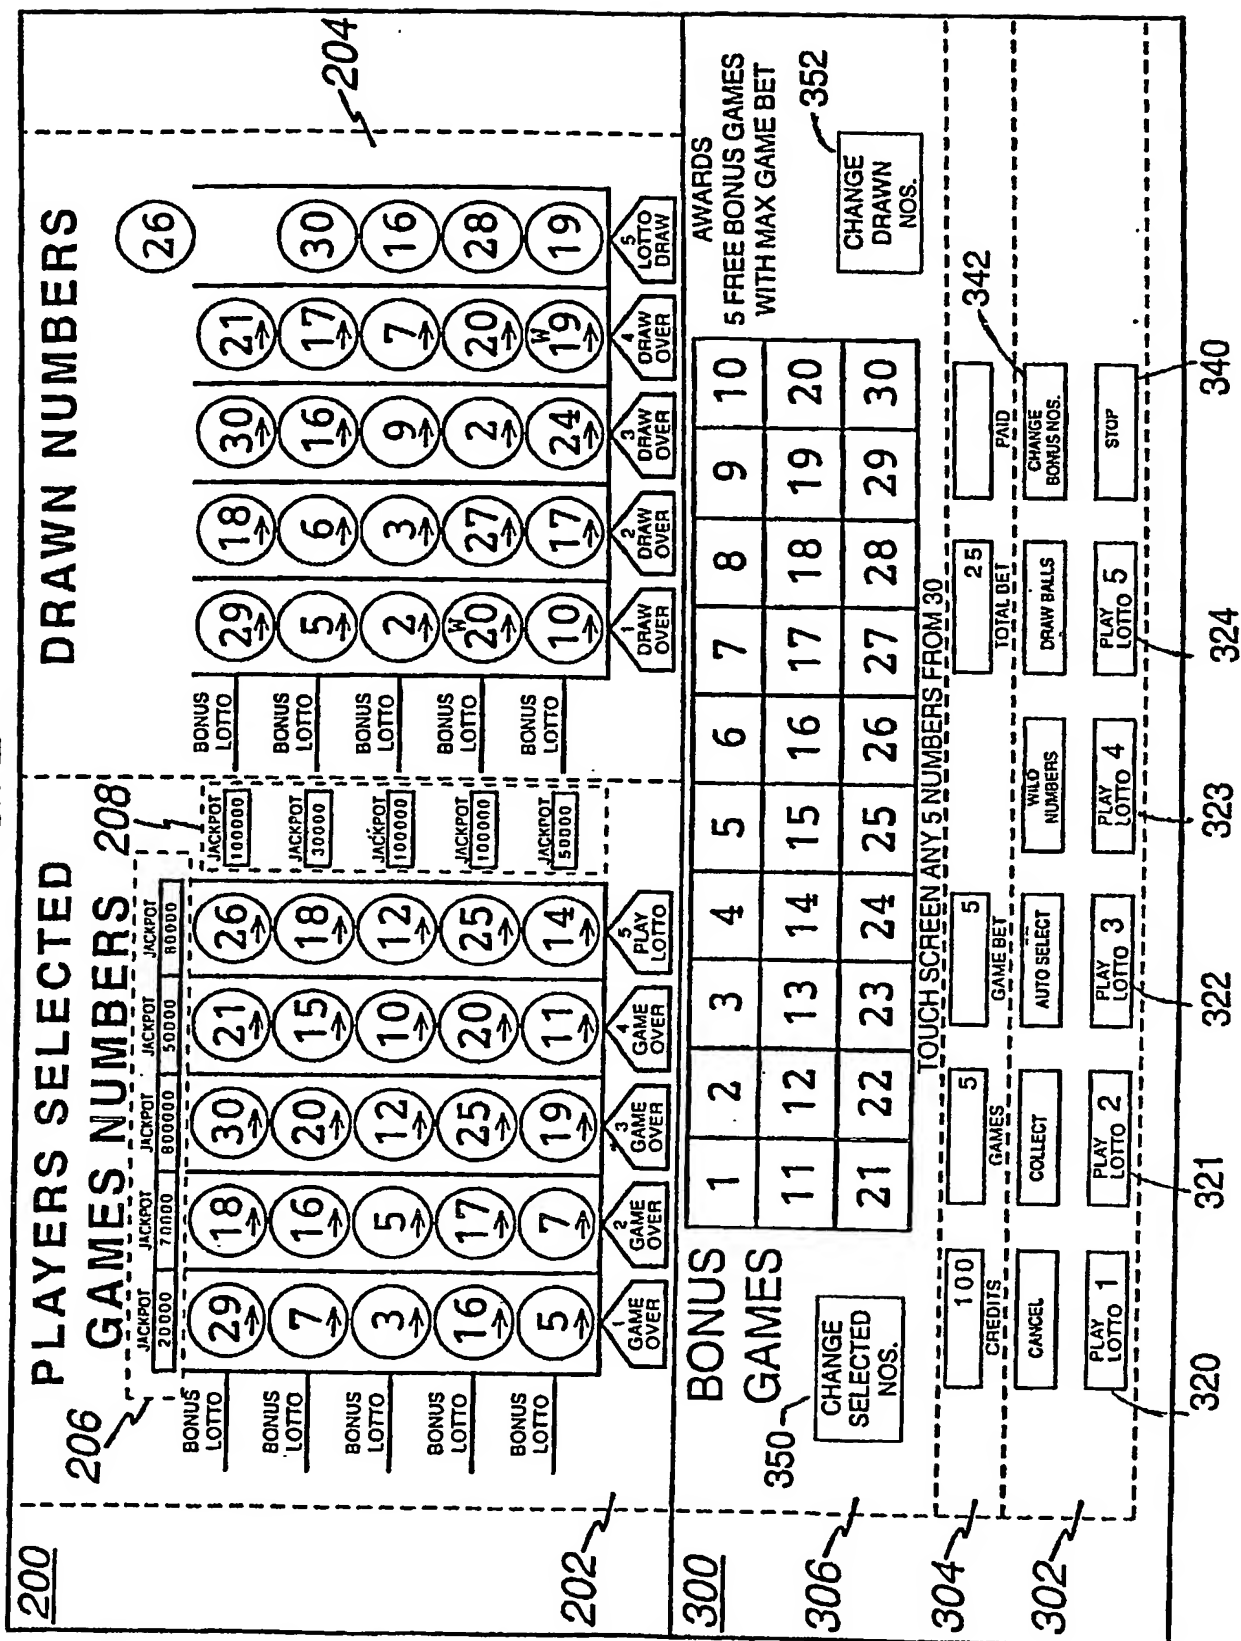 200
PLAYERS SELECTED
GAMES NUMBERS
206
208
JACKPOT JACKPOT JACKPOT JACKPOT JACKPOT
20000 70000 800000 500000 80000
BONUS LOTTO 29 18 30 21 26 JACKPOT 100000
BONUS LOTTO 7 16 20 15 18 JACKPOT 30000
BONUS LOTTO 3 5 12 10 12 JACKPOT 100000
BONUS LOTTO 16 17 25 20 25 JACKPOT 100000
BONUS LOTTO 5 7 19 11 14 JACKPOT 50000
1 GAME OVER
2 GAME OVER
3 GAME OVER
4 GAME OVER
5 PLAY LOTTO
202
DRAWN NUMBERS
204
26
BONUS LOTTO 29 18 30 21
BONUS LOTTO 5 6 16 17 30
BONUS LOTTO 2 3 9 7 16
BONUS LOTTO W 20 27 2 20 28
BONUS LOTTO 10 17 24 W 19 19
1 DRAW OVER
2 DRAW OVER
3 DRAW OVER
4 DRAW OVER
5 LOTTO DRAW
300
BONUS
GAMES
350
CHANGE
SELECTED
NOS.
306
1 2 3 4 5 6 7 8 9 10
11 12 13 14 15 16 17 18 19 20
21 22 23 24 25 26 27 28 29 30
TOUCH SCREEN ANY 5 NUMBERS FROM 30
AWARDS
5 FREE BONUS GAMES
WITH MAX GAME BET
352
CHANGE
DRAWN
NOS.
304
100 5 5 25
CREDITS GAMES GAME BET TOTAL BET PAID
342
302
CANCEL
COLLECT
AUTO SELECT
WILD
NUMBERS
DRAW BALLS
CHANGE
BONUS NOS.
PLAY
LOTTO 1
PLAY
LOTTO 2
PLAY
LOTTO 3
PLAY
LOTTO 4
PLAY
LOTTO 5
STOP
320 321 322 323 324 340